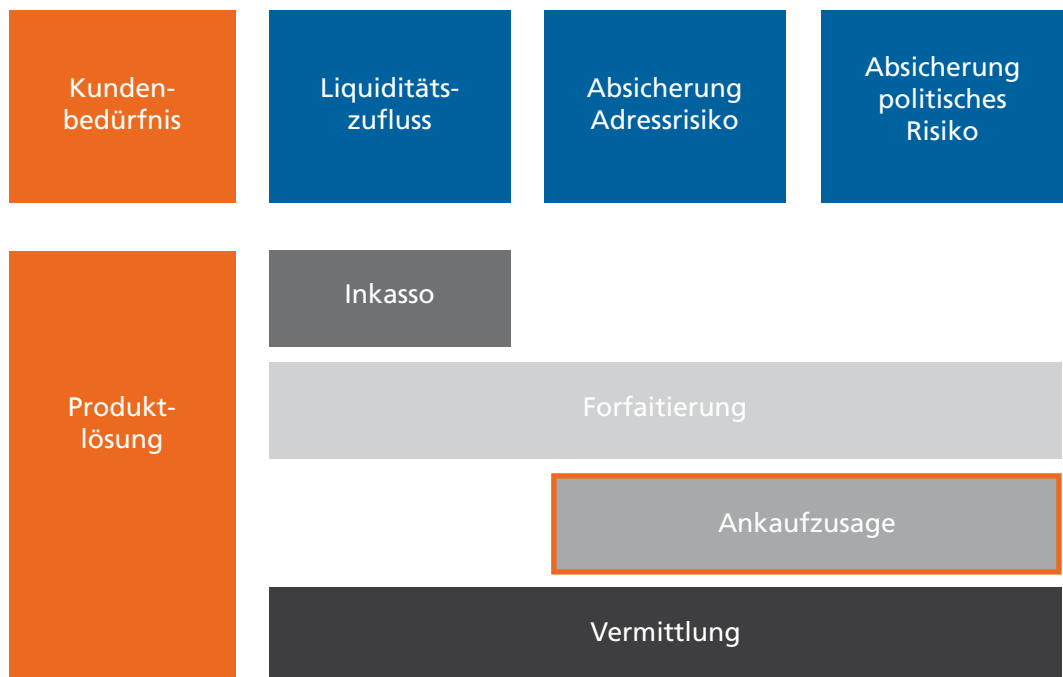 Kunden-
bedürfnis
Liquiditäts-
zufluss
Absicherung
Adressrisiko
Absicherung
politisches
Risiko
Produkt-
lösung
Inkasso
Forfaitierung
Ankaufzusage
Vermittlung